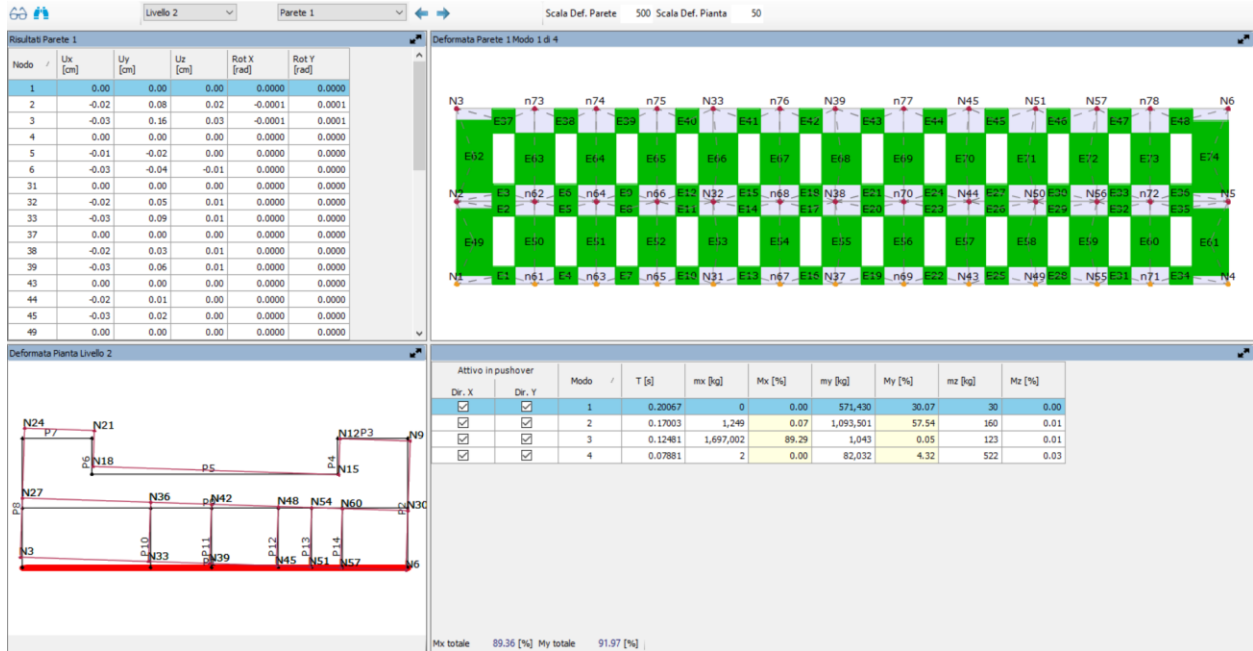 Livello 2 Parete 1 Scala Def. Parete 500 Scala Def. Pianta 50
Risultati Parete 1
Nodo Ux [cm] Uy [cm] Uz [cm] Rot X [rad] Rot Y [rad]
1 0.00 0.00 0.00 0.0000 0.0000
2 -0.02 0.08 0.02 -0.0001 0.0001
3 -0.03 0.16 0.03 -0.0001 0.0001
4 0.00 0.00 0.00 0.0000 0.0000
5 -0.01 -0.02 0.00 0.0000 0.0000
6 -0.03 -0.04 -0.01 0.0000 0.0000
31 0.00 0.00 0.00 0.0000 0.0000
32 -0.02 0.05 0.01 0.0000 0.0000
33 -0.03 0.09 0.01 0.0000 0.0000
37 0.00 0.00 0.00 0.0000 0.0000
38 -0.02 0.03 0.01 0.0000 0.0000
39 -0.03 0.06 0.01 0.0000 0.0000
43 0.00 0.00 0.00 0.0000 0.0000
44 -0.02 0.01 0.00 0.0000 0.0000
45 -0.03 0.02 0.00 0.0000 0.0000
49 0.00 0.00 0.00 0.0000 0.0000
Deformata Parete 1 Modo 1 di 4
N3 n73 n74 n75 N33 n76 N39 n77 N45 N51 N57 n78 N6
E37 E38 E39 E40 E41 E42 E43 E44 E45 E46 E47 E48
E62 E63 E64 E65 E66 E67 E68 E69 E70 E71 E72 E73 E74
N2 E3 n62 E6 n64 E9 n66 E12 N32 E15 n68 E18 N38 E21 n70 E24 N44 E27 N50 E30 N56 E33 n72 E36 N5
E2 E5 E8 E11 E14 E17 E20 E23 E26 E29 E32 E35
E49 E50 E51 E52 E53 E54 E55 E56 E57 E58 E59 E60 E61
N1 E1 n61 E4 n63 E7 n65 E10 N31 E13 n67 E16 N37 E19 n69 E22 N43 E25 N49 E28 N55 E31 n71 E34 N4
Deformata Pianta Livello 2
N24 N21 N12 P3 N9
P7
P6 N18 P5 P4 N15
N27 N36 N42 N48 N54 N60 N30
P8 P2
P10 P11 P12 P13 P14
N3 N33 N39 N45 N51 N57 N6
Attivo in pushover
Dir. X Dir. Y Modo T [s] mx [kg] Mx [%] my [kg] My [%] mz [kg] Mz [%]
1 0.20067 0 0.00 571,430 30.07 30 0.00
2 0.17003 1,249 0.07 1,093,501 57.54 160 0.01
3 0.12481 1,697,002 89.29 1,043 0.05 123 0.01
4 0.07881 2 0.00 82,032 4.32 522 0.03
Mx totale 89.36 [%] My totale 91.97 [%]